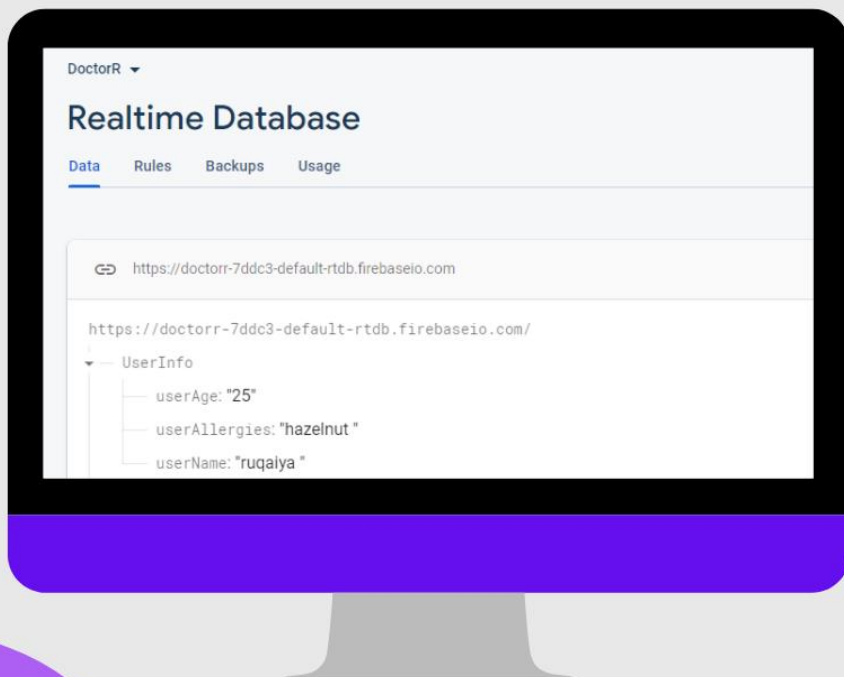 DoctorR
Realtime Database
Data Rules Backups Usage
https://doctorr-7ddc3-default-rtdb.firebaseio.com
https://doctorr-7ddc3-default-rtdb.firebaseio.com/
UserInfo
userAge: "25"
userAllergies: "hazelnut "
userName: "ruqaiya "